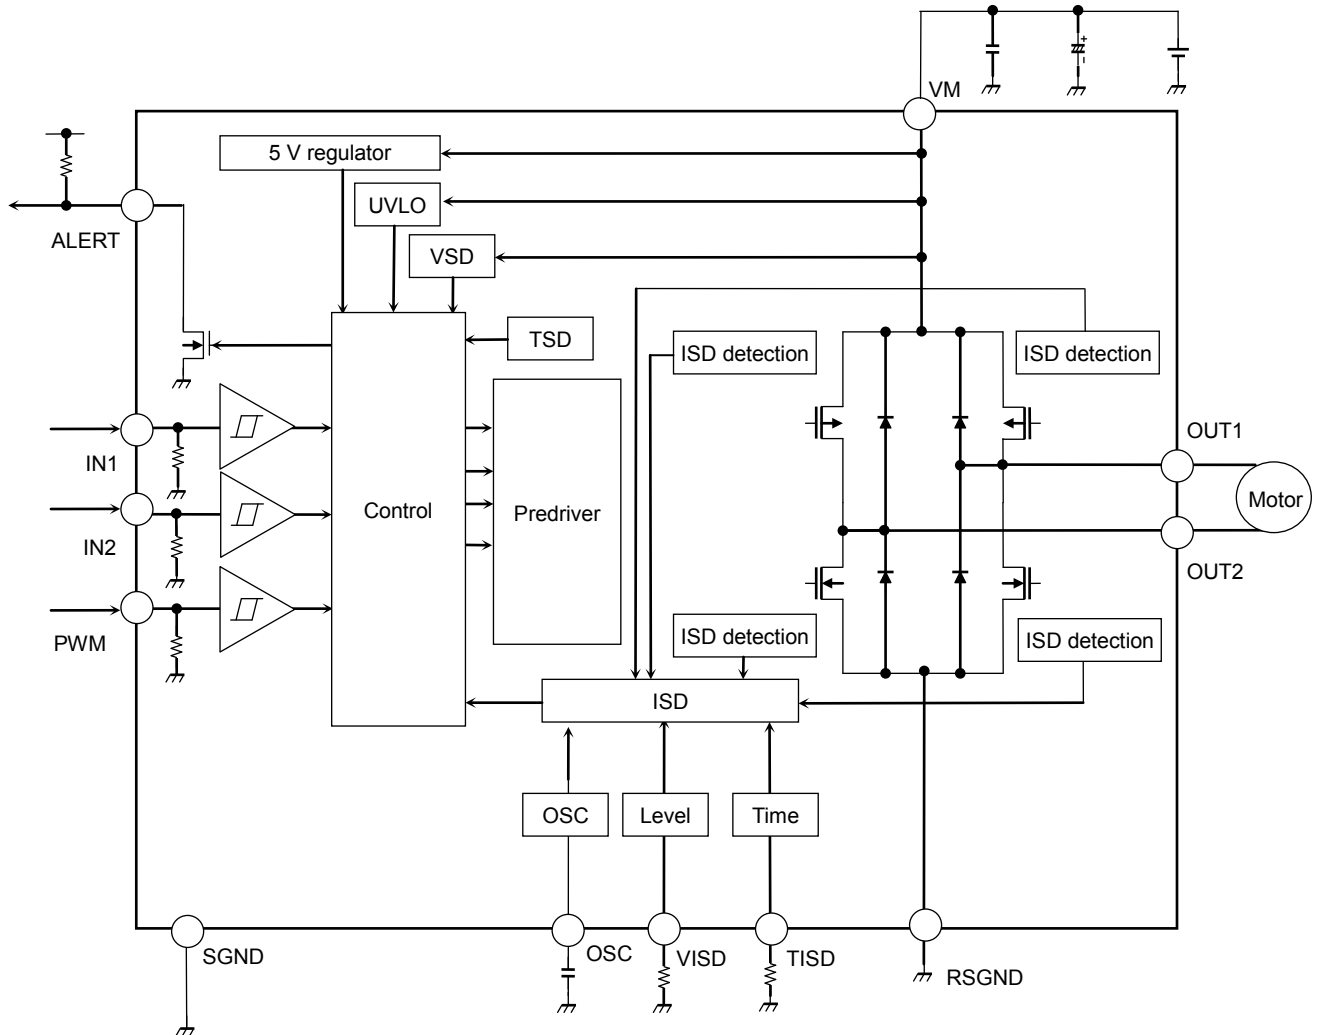 VM
5 V regulator
UVLO
ALERT
VSD
TSD
ISD detection
ISD detection
OUT1
IN1
Control
Predriver
Motor
IN2
OUT2
PWM
ISD detection
ISD detection
ISD
OSC
Level
Time
SGND
OSC
VISD
TISD
RSGND
+
-